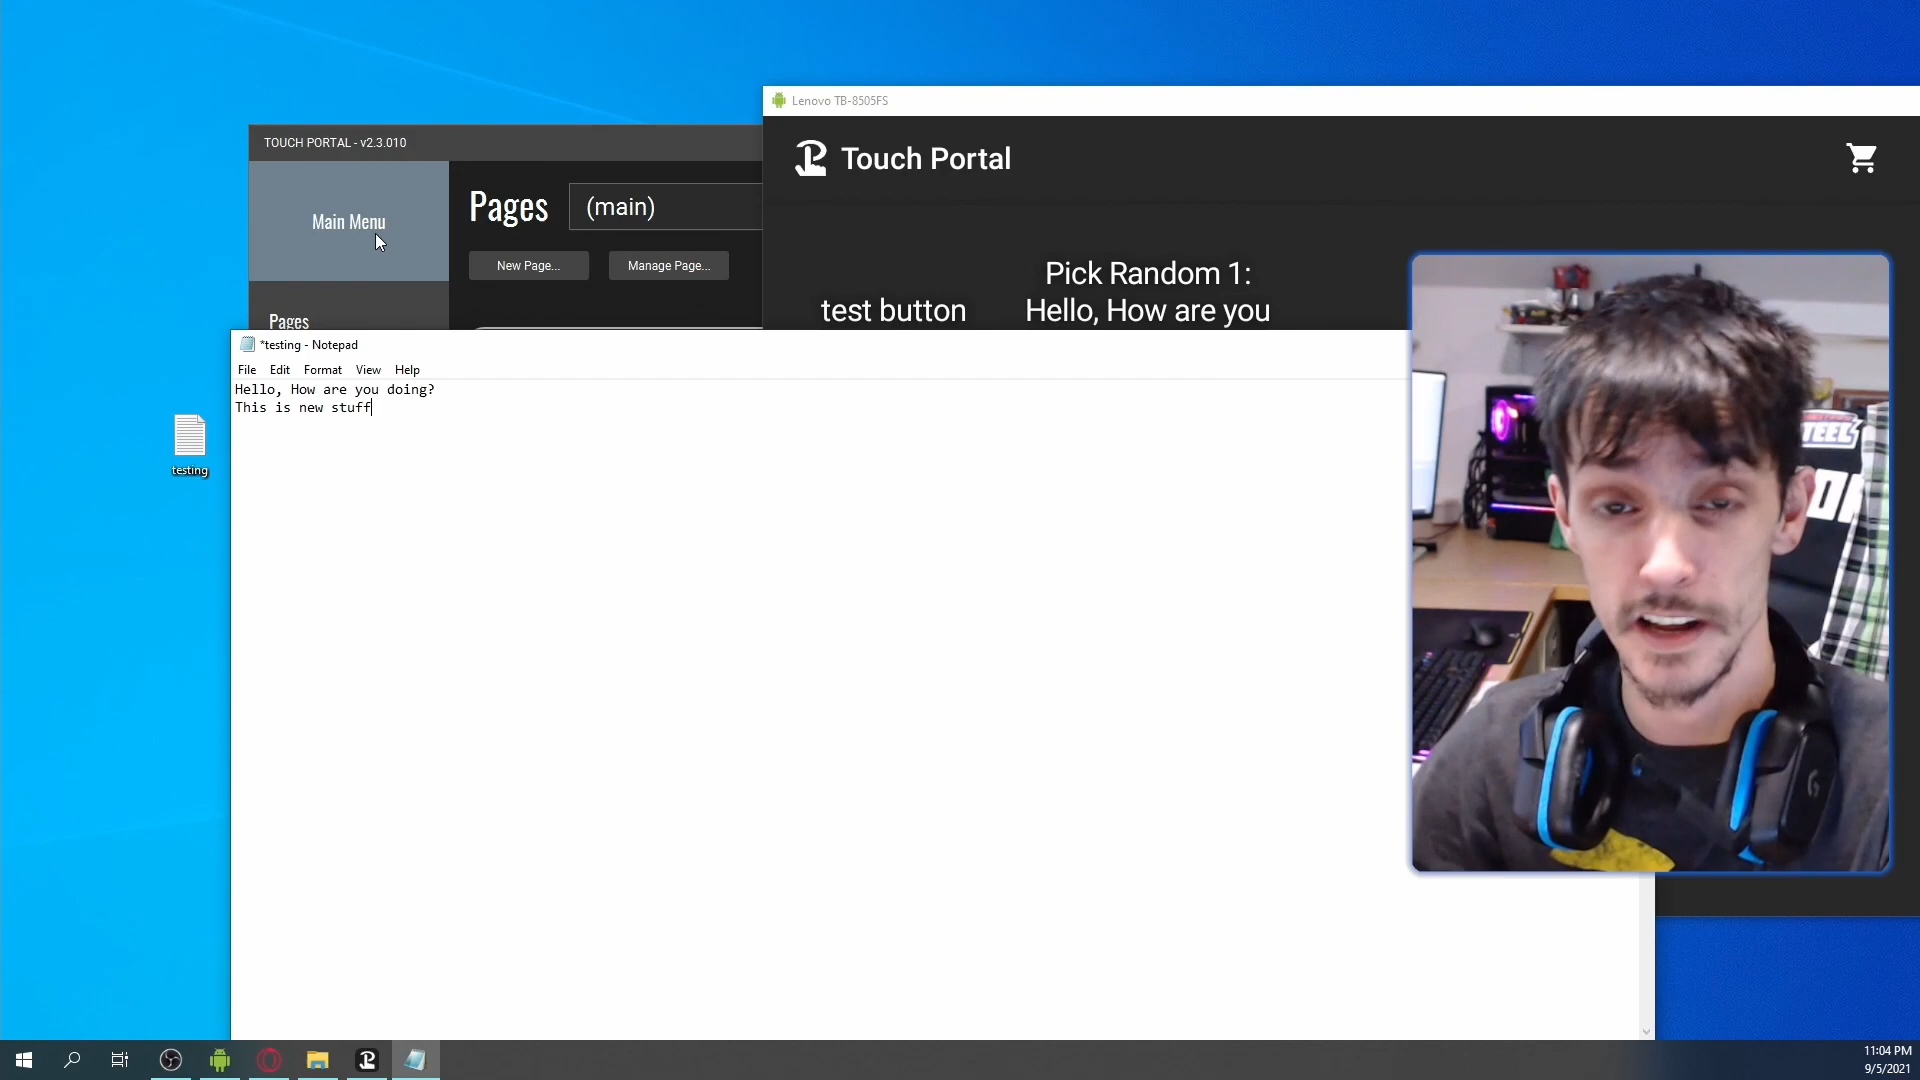 Lenovo TB-8505FS
TOUCH PORTAL - v2.3.010
Touch Portal
Main Menu
Pages
(main)
New Page...
Manage Page...
Pages
test button
Pick Random 1:
Hello, How are you
*testing - Notepad
File Edit Format View Help
Hello, How are you doing?
This is new stuff
testing
TEEL
11:04 PM
9/5/2021